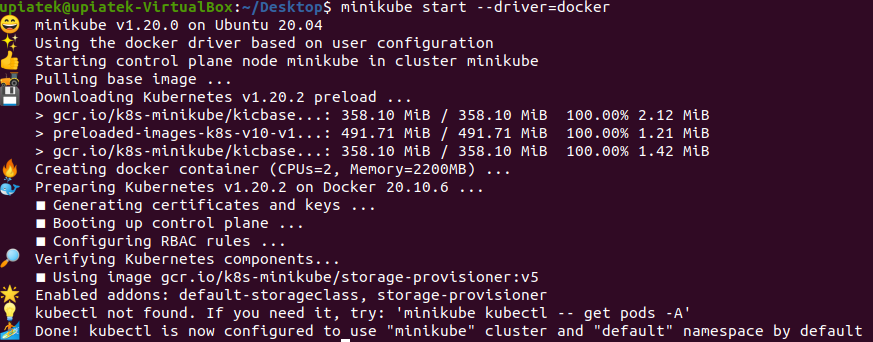 upiatek@upiatek-VirtualBox:~/Desktop$ minikube start --driver=docker
😄 minikube v1.20.0 on Ubuntu 20.04
✨ Using the docker driver based on user configuration
👍 Starting control plane node minikube in cluster minikube
🚜 Pulling base image ...
💾 Downloading Kubernetes v1.20.2 preload ...
> gcr.io/k8s-minikube/kicbase...: 358.10 MiB / 358.10 MiB 100.00% 2.12 MiB
> preloaded-images-k8s-v10-v1...: 491.71 MiB / 491.71 MiB 100.00% 1.21 MiB
> gcr.io/k8s-minikube/kicbase...: 358.10 MiB / 358.10 MiB 100.00% 1.42 MiB
🔥 Creating docker container (CPUs=2, Memory=2200MB) ...
🐳 Preparing Kubernetes v1.20.2 on Docker 20.10.6 ...
■ Generating certificates and keys ...
■ Booting up control plane ...
■ Configuring RBAC rules ...
🔎 Verifying Kubernetes components...
■ Using image gcr.io/k8s-minikube/storage-provisioner:v5
🌟 Enabled addons: default-storageclass, storage-provisioner
💡 kubectl not found. If you need it, try: 'minikube kubectl -- get pods -A'
🏄 Done! kubectl is now configured to use "minikube" cluster and "default" namespace by default